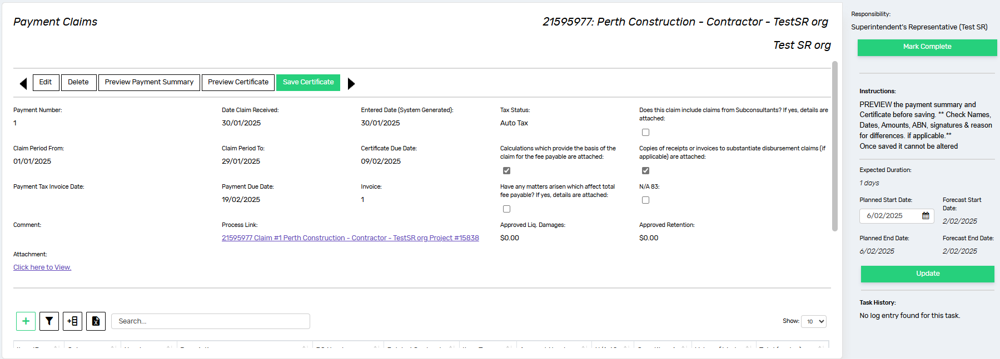 Payment Claims
21595977: Perth Construction - Contractor - TestSR org
Test SR org
Edit
Delete
Preview Payment Summary
Preview Certificate
Save Certificate
Payment Number:
1
Date Claim Received:
30/01/2025
Entered Date (System Generated):
30/01/2025
Tax Status:
Auto Tax
Does this claim include claims from Subconsultants? If yes, details are
attached:
Claim Period From:
01/01/2025
Claim Period To:
29/01/2025
Certificate Due Date:
09/02/2025
Calculations which provide the basis of the
claim for the fee payable are attached:
Copies of receipts or invoices to substantiate disbursement claims (if
applicable) are attached:
Payment Tax Invoice Date:
Payment Due Date:
19/02/2025
Invoice:
1
Have any matters arisen which affect total
fee payable? If yes, details are attached:
N/A 83:
Comment:
Process Link:
21595977 Claim #1 Perth Construction - Contractor - TestSR org Project #15838
Approved Liq. Damages:
$0.00
Approved Retention:
$0.00
Attachment:
Click here to View.
Search...
Show:
10
Responsibility:
Superintendent's Representative (Test SR)
Mark Complete
Instructions:
PREVIEW the payment summary and
Certificate before saving. ** Check Names,
Dates, Amounts, ABN, signatures & reason
for differences. if applicable.**
Once saved it cannot be altered
Expected Duration:
1 days
Planned Start Date:
6/02/2025
Forecast Start
Date:
2/02/2025
Planned End Date:
6/02/2025
Forecast End Date:
2/02/2025
Update
Task History:
No log entry found for this task.